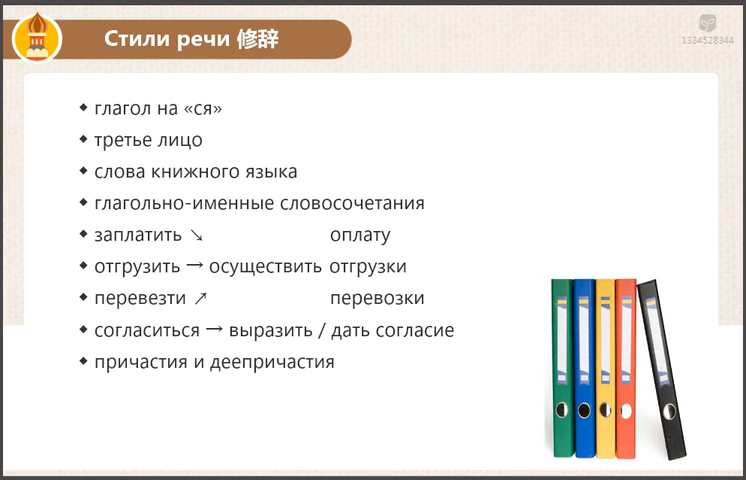 Стили речи 修辞
1334528344
◆ глагол на «ся»
◆ третье лицо
◆ слова книжного языка
◆ глагольно-именные словосочетания
◆ заплатить ↘ оплату
◆ отгрузить → осуществить отгрузки
◆ перевезти ↗ перевозки
◆ согласиться → выразить / дать согласие
◆ причастия и деепричастия